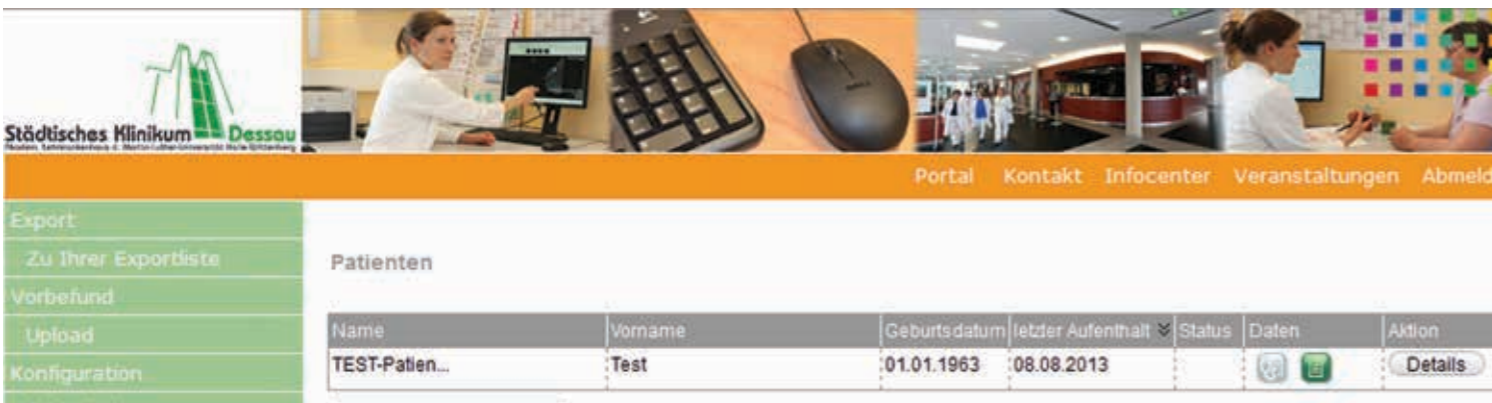 Städtisches Klinikum Dessau
Portal Kontakt Infocenter Veranstaltungen Abmeld
Export
Zu Ihrer Exportliste
Vorbefund
Upload
Konfiguration
Patienten
Name Vorname Geburtsdatum letzter Aufenthalt Status Daten Aktion
TEST-Patien... Test 01.01.1963 08.08.2013 Details